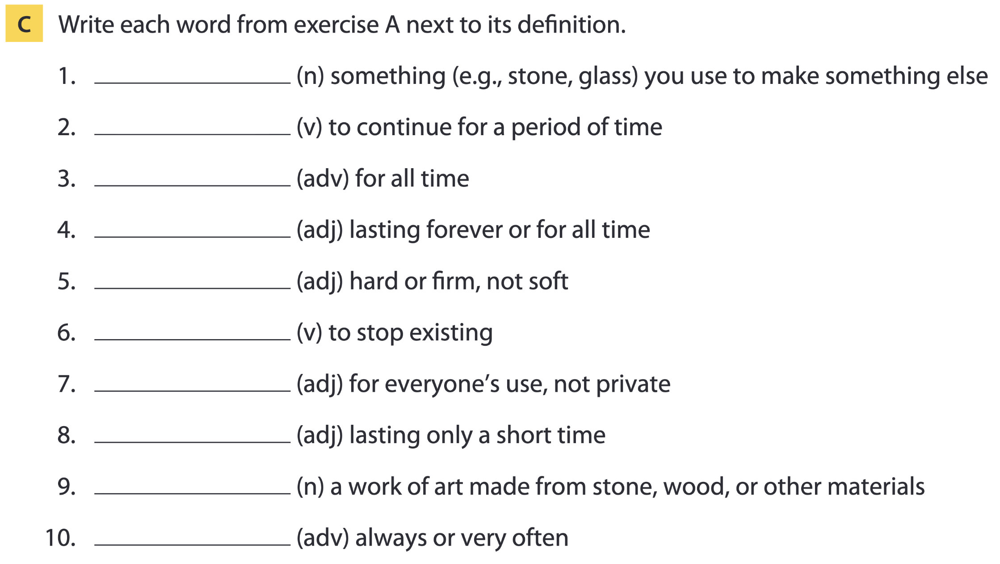 C Write each word from exercise A next to its definition.
1. ____________ (n) something (e.g., stone, glass) you use to make something else
2. ____________ (v) to continue for a period of time
3. ____________ (adv) for all time
4. ____________ (adj) lasting forever or for all time
5. ____________ (adj) hard or firm, not soft
6. ____________ (v) to stop existing
7. ____________ (adj) for everyone’s use, not private
8. ____________ (adj) lasting only a short time
9. ____________ (n) a work of art made from stone, wood, or other materials
10. ____________ (adv) always or very often